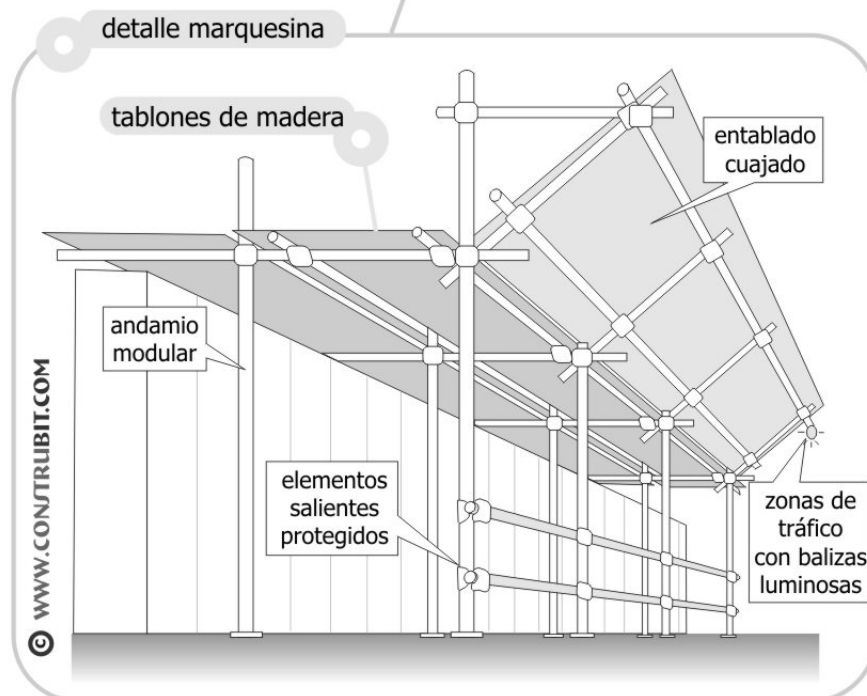 detalle marquesina
tablones de madera
entablado
cuajado
andamio
modular
elementos
salientes
protegidos
zonas de
tráfico
con balizas
luminosas
© WWW.CONSTRUBIT.COM